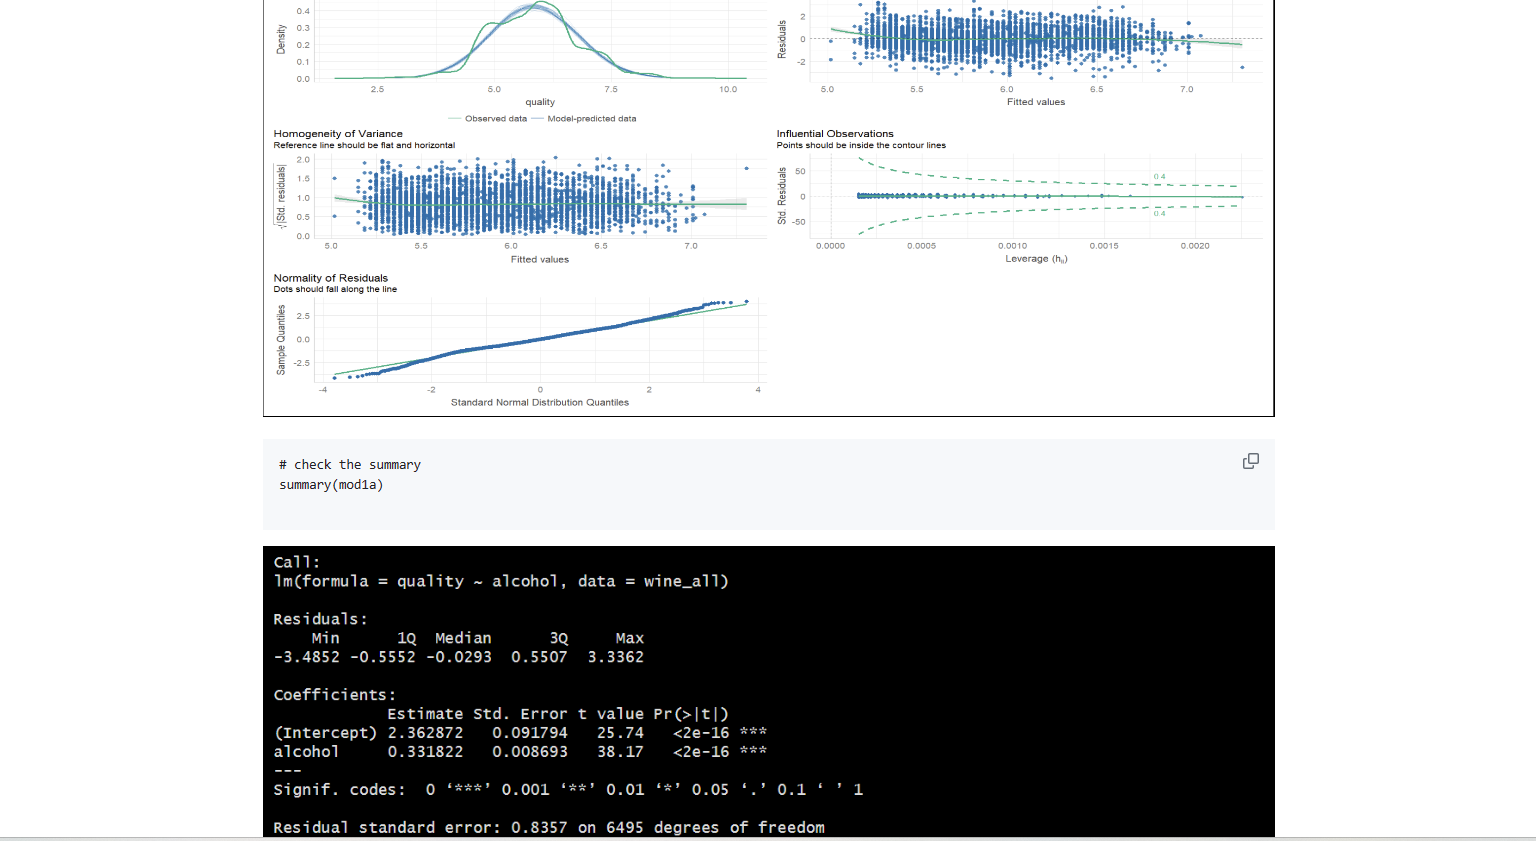 0.4
0.3
0.2
0.1
0.0
Density
2.5 5.0 7.5 10.0
quality
Observed data Model-predicted data
2
0
-2
Residuals
5.0 5.5 6.0 6.5 7.0
Fitted values
Homogeneity of Variance
Reference line should be flat and horizontal
2.0
1.5
1.0
0.5
0.0
√|Std. residuals|
5.0 5.5 6.0 6.5 7.0
Fitted values
Influential Observations
Points should be inside the contour lines
50
0
-50
Std. Residuals
0.4
0.4
0.0000 0.0005 0.0010 0.0015 0.0020
Leverage (hii)
Normality of Residuals
Dots should fall along the line
2.5
0.0
-2.5
Sample Quantiles
-4 -2 0 2 4
Standard Normal Distribution Quantiles
# check the summary
summary(mod1a)
Call:
lm(formula = quality ~ alcohol, data = wine_all)
Residuals:
Min 1Q Median 3Q Max
-3.4852 -0.5552 -0.0293 0.5507 3.3362
Coefficients:
Estimate Std. Error t value Pr(>|t|)
(Intercept) 2.362872 0.091794 25.74 <2e-16 ***
alcohol 0.331822 0.008693 38.17 <2e-16 ***
---
Signif. codes: 0 ‘***’ 0.001 ‘**’ 0.01 ‘*’ 0.05 ‘.’ 0.1 ‘ ’ 1
Residual standard error: 0.8357 on 6495 degrees of freedom